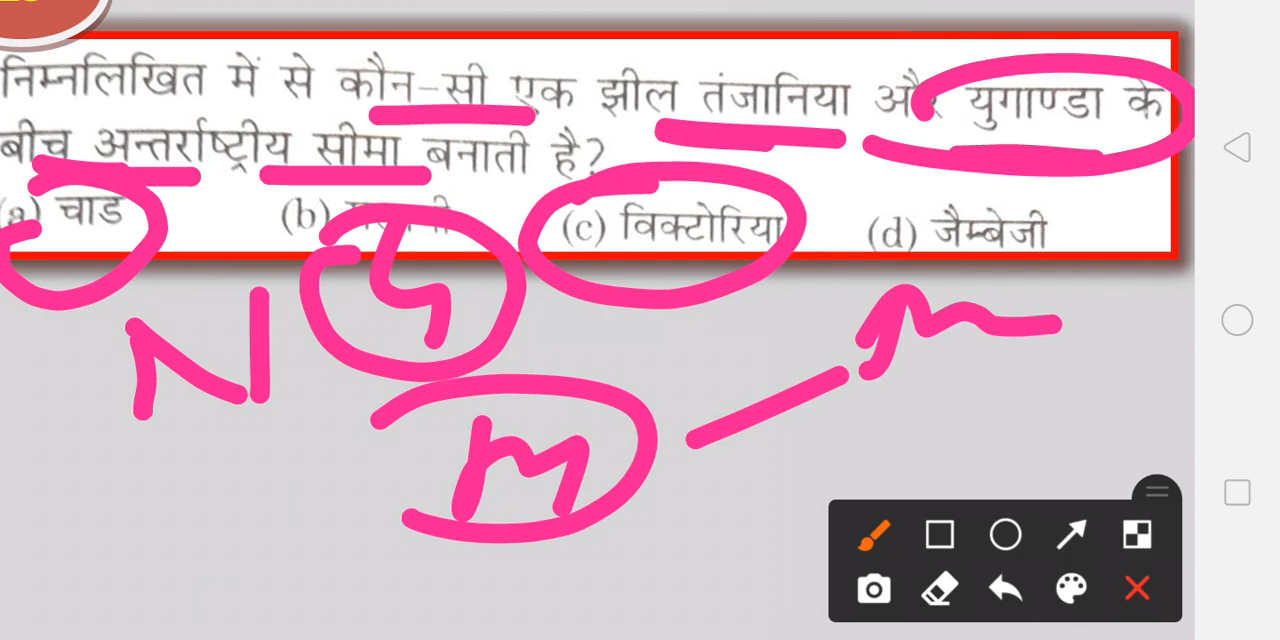 निम्नलिखित में से कौन-सी एक झील तंजानिया और युगाण्डा के
बीच अन्तर्राष्ट्रीय सीमा बनाती है?
(a) चाड (b) (c) विक्टोरिया (d) जैम्बेजी
N
M